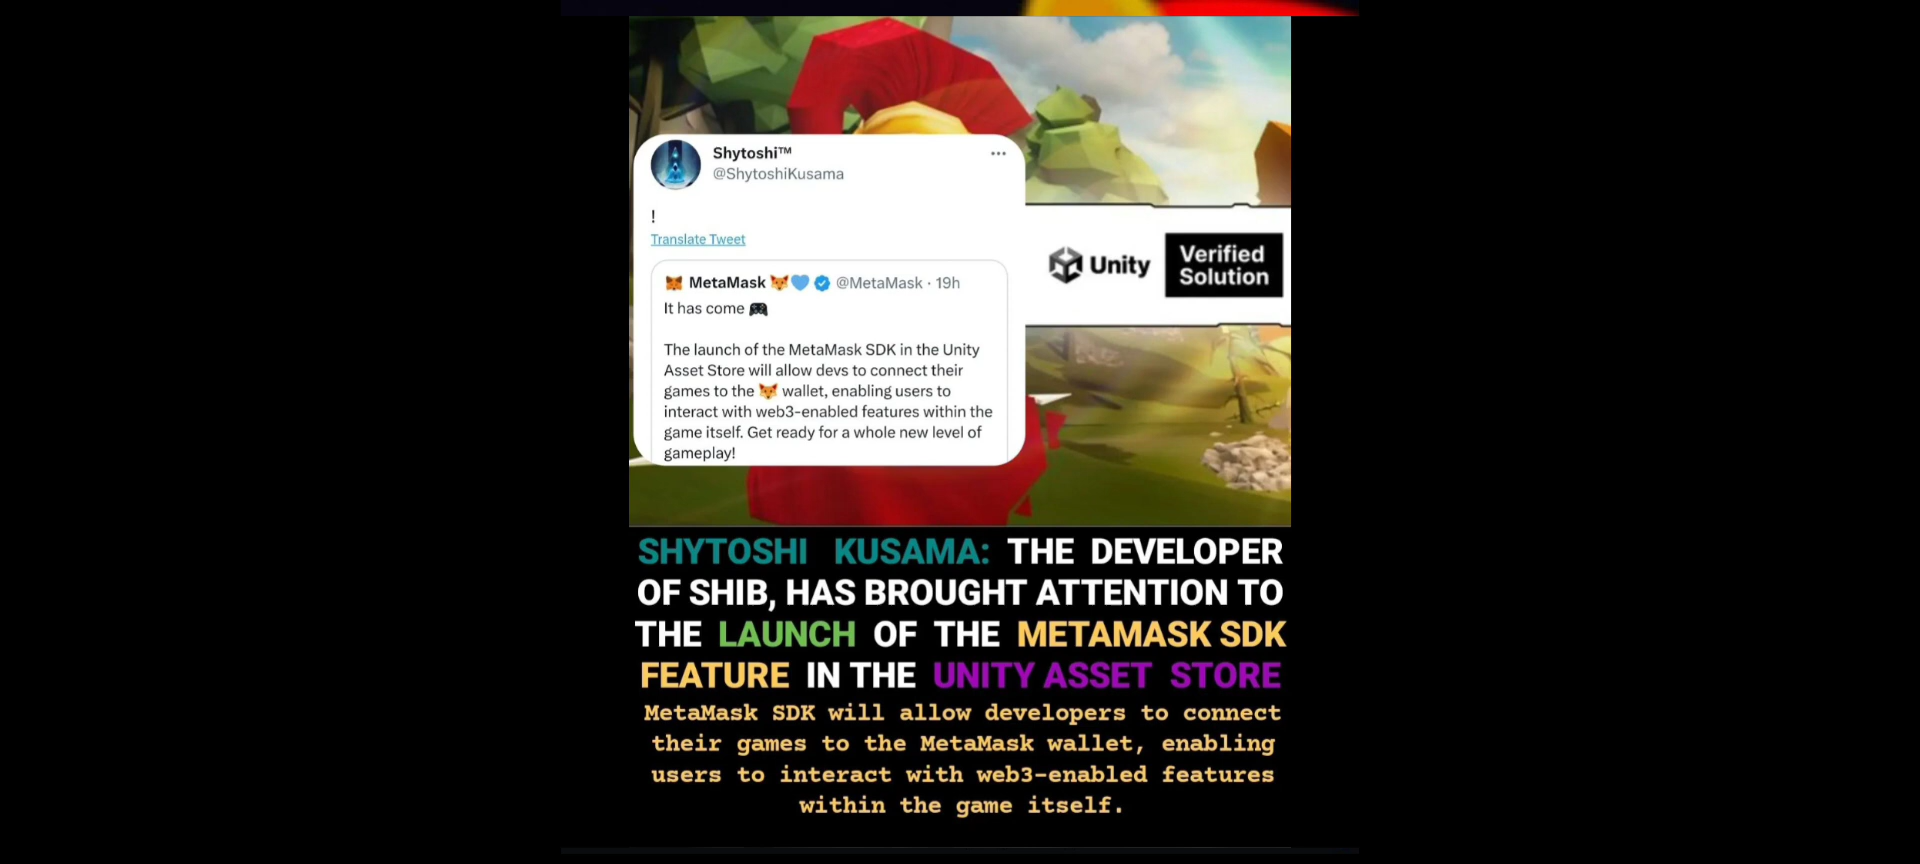 Shytoshi™
@ShytoshiKusama
!
Translate Tweet
MetaMask 🦊💙 @MetaMask · 19h
It has come 🎮
The launch of the MetaMask SDK in the Unity
Asset Store will allow devs to connect their
games to the 🦊 wallet, enabling users to
interact with web3-enabled features within the
game itself. Get ready for a whole new level of
gameplay!
Unity
Verified
Solution
SHYTOSHI KUSAMA: THE DEVELOPER
OF SHIB, HAS BROUGHT ATTENTION TO
THE LAUNCH OF THE METAMASK SDK
FEATURE IN THE UNITY ASSET STORE
MetaMask SDK will allow developers to connect
their games to the MetaMask wallet, enabling
users to interact with web3-enabled features
within the game itself.